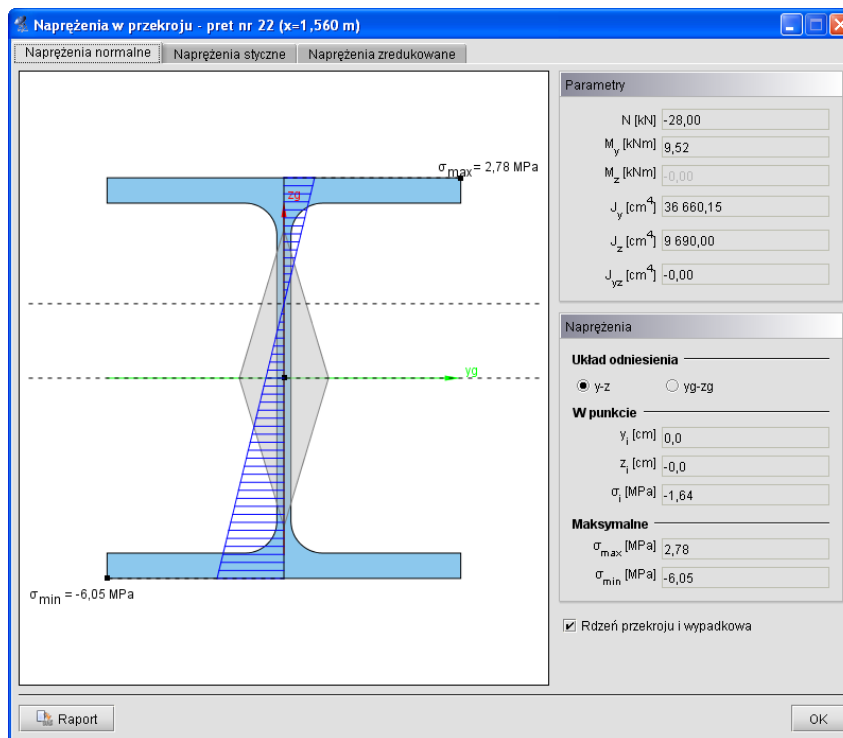 Naprężenia w przekroju - pret nr 22 (x=1,560 m)
Naprężenia normalne Naprężenia styczne Naprężenia zredukowane
σmax= 2,78 MPa
zg
yg
σmin = -6,05 MPa
Parametry
N [kN] -28,00
My [kNm] 9,52
Mz [kNm] -0,00
Jy [cm4] 36 660,15
Jz [cm4] 9 690,00
Jyz [cm4] -0,00
Naprężenia
Układ odniesienia
y-z yg-zg
W punkcie
yi [cm] 0,0
zi [cm] -0,0
σi [MPa] -1,64
Maksymalne
σmax [MPa] 2,78
σmin [MPa] -6,05
Rdzeń przekroju i wypadkowa
Raport OK